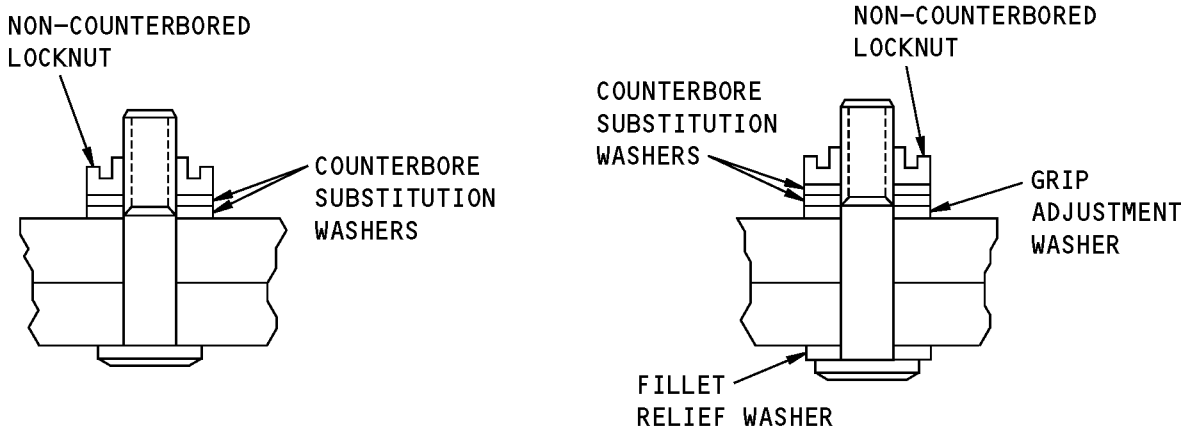 NON-COUNTERBORED
LOCKNUT
COUNTERBORE
SUBSTITUTION
WASHERS
NON-COUNTERBORED
LOCKNUT
COUNTERBORE
SUBSTITUTION
WASHERS
GRIP
ADJUSTMENT
WASHER
FILLET
RELIEF WASHER